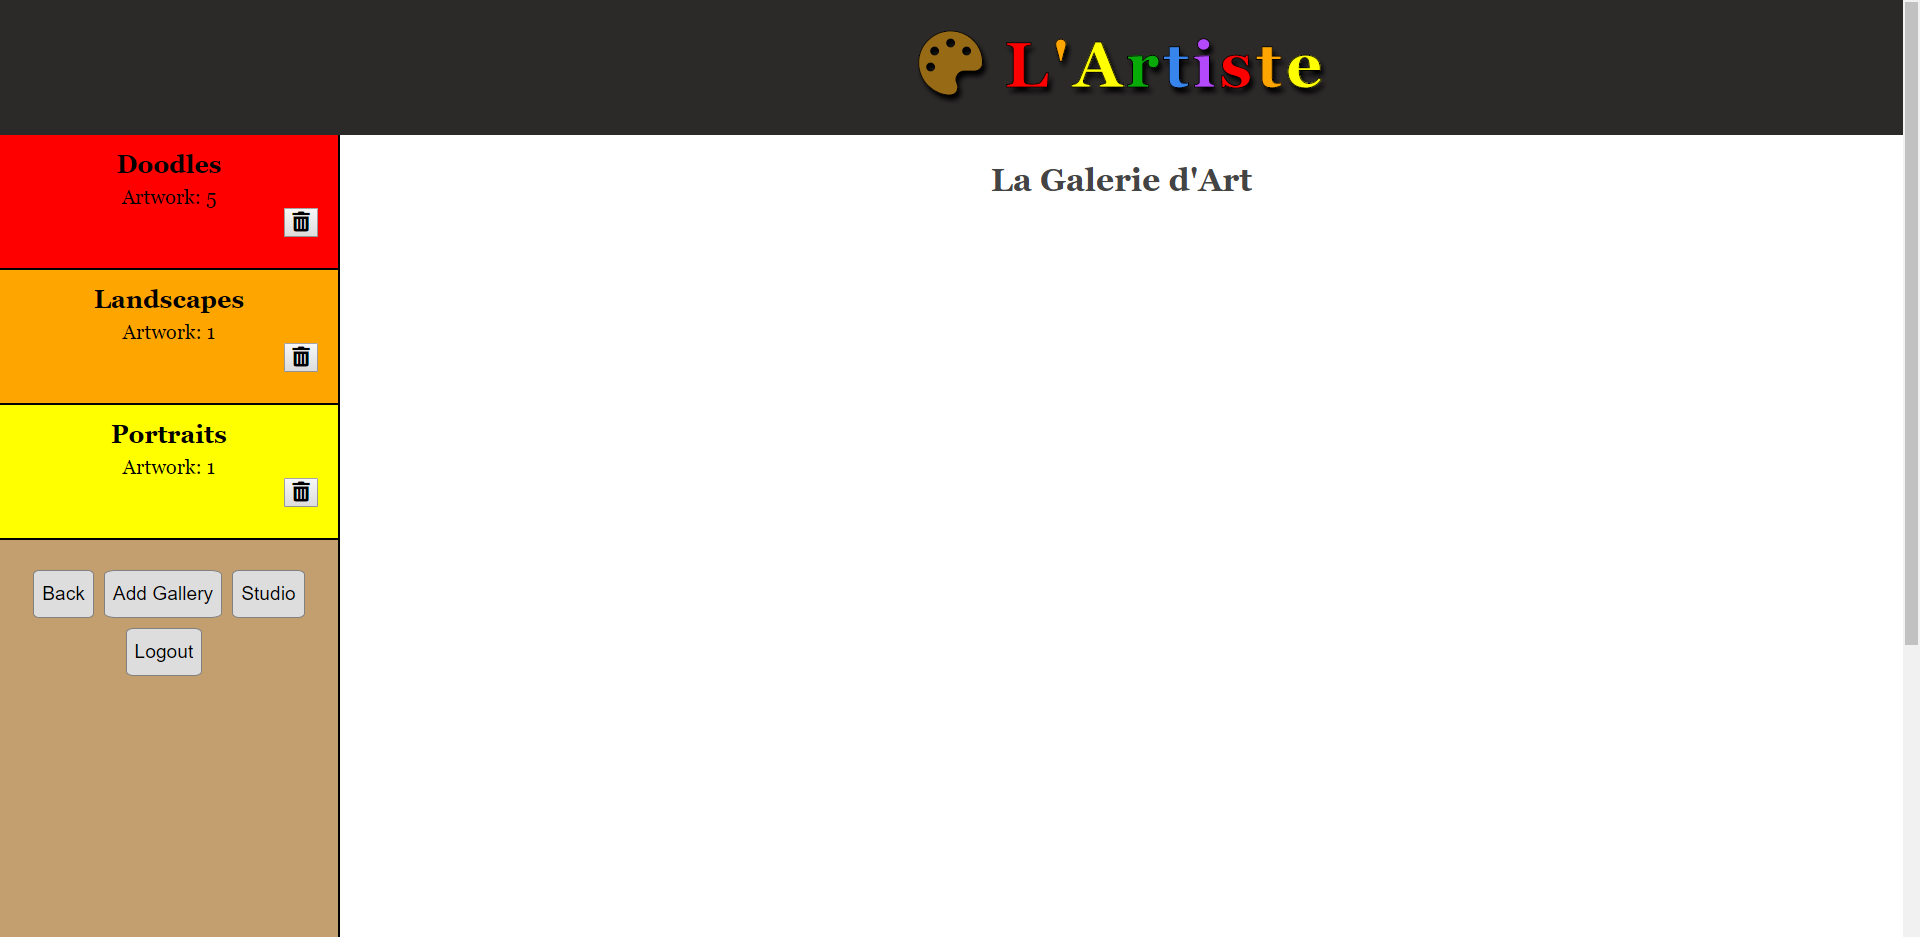 L'Artiste
Doodles
Artwork: 5
Landscapes
Artwork: 1
Portraits
Artwork: 1
Back
Add Gallery
Studio
Logout
La Galerie d'Art